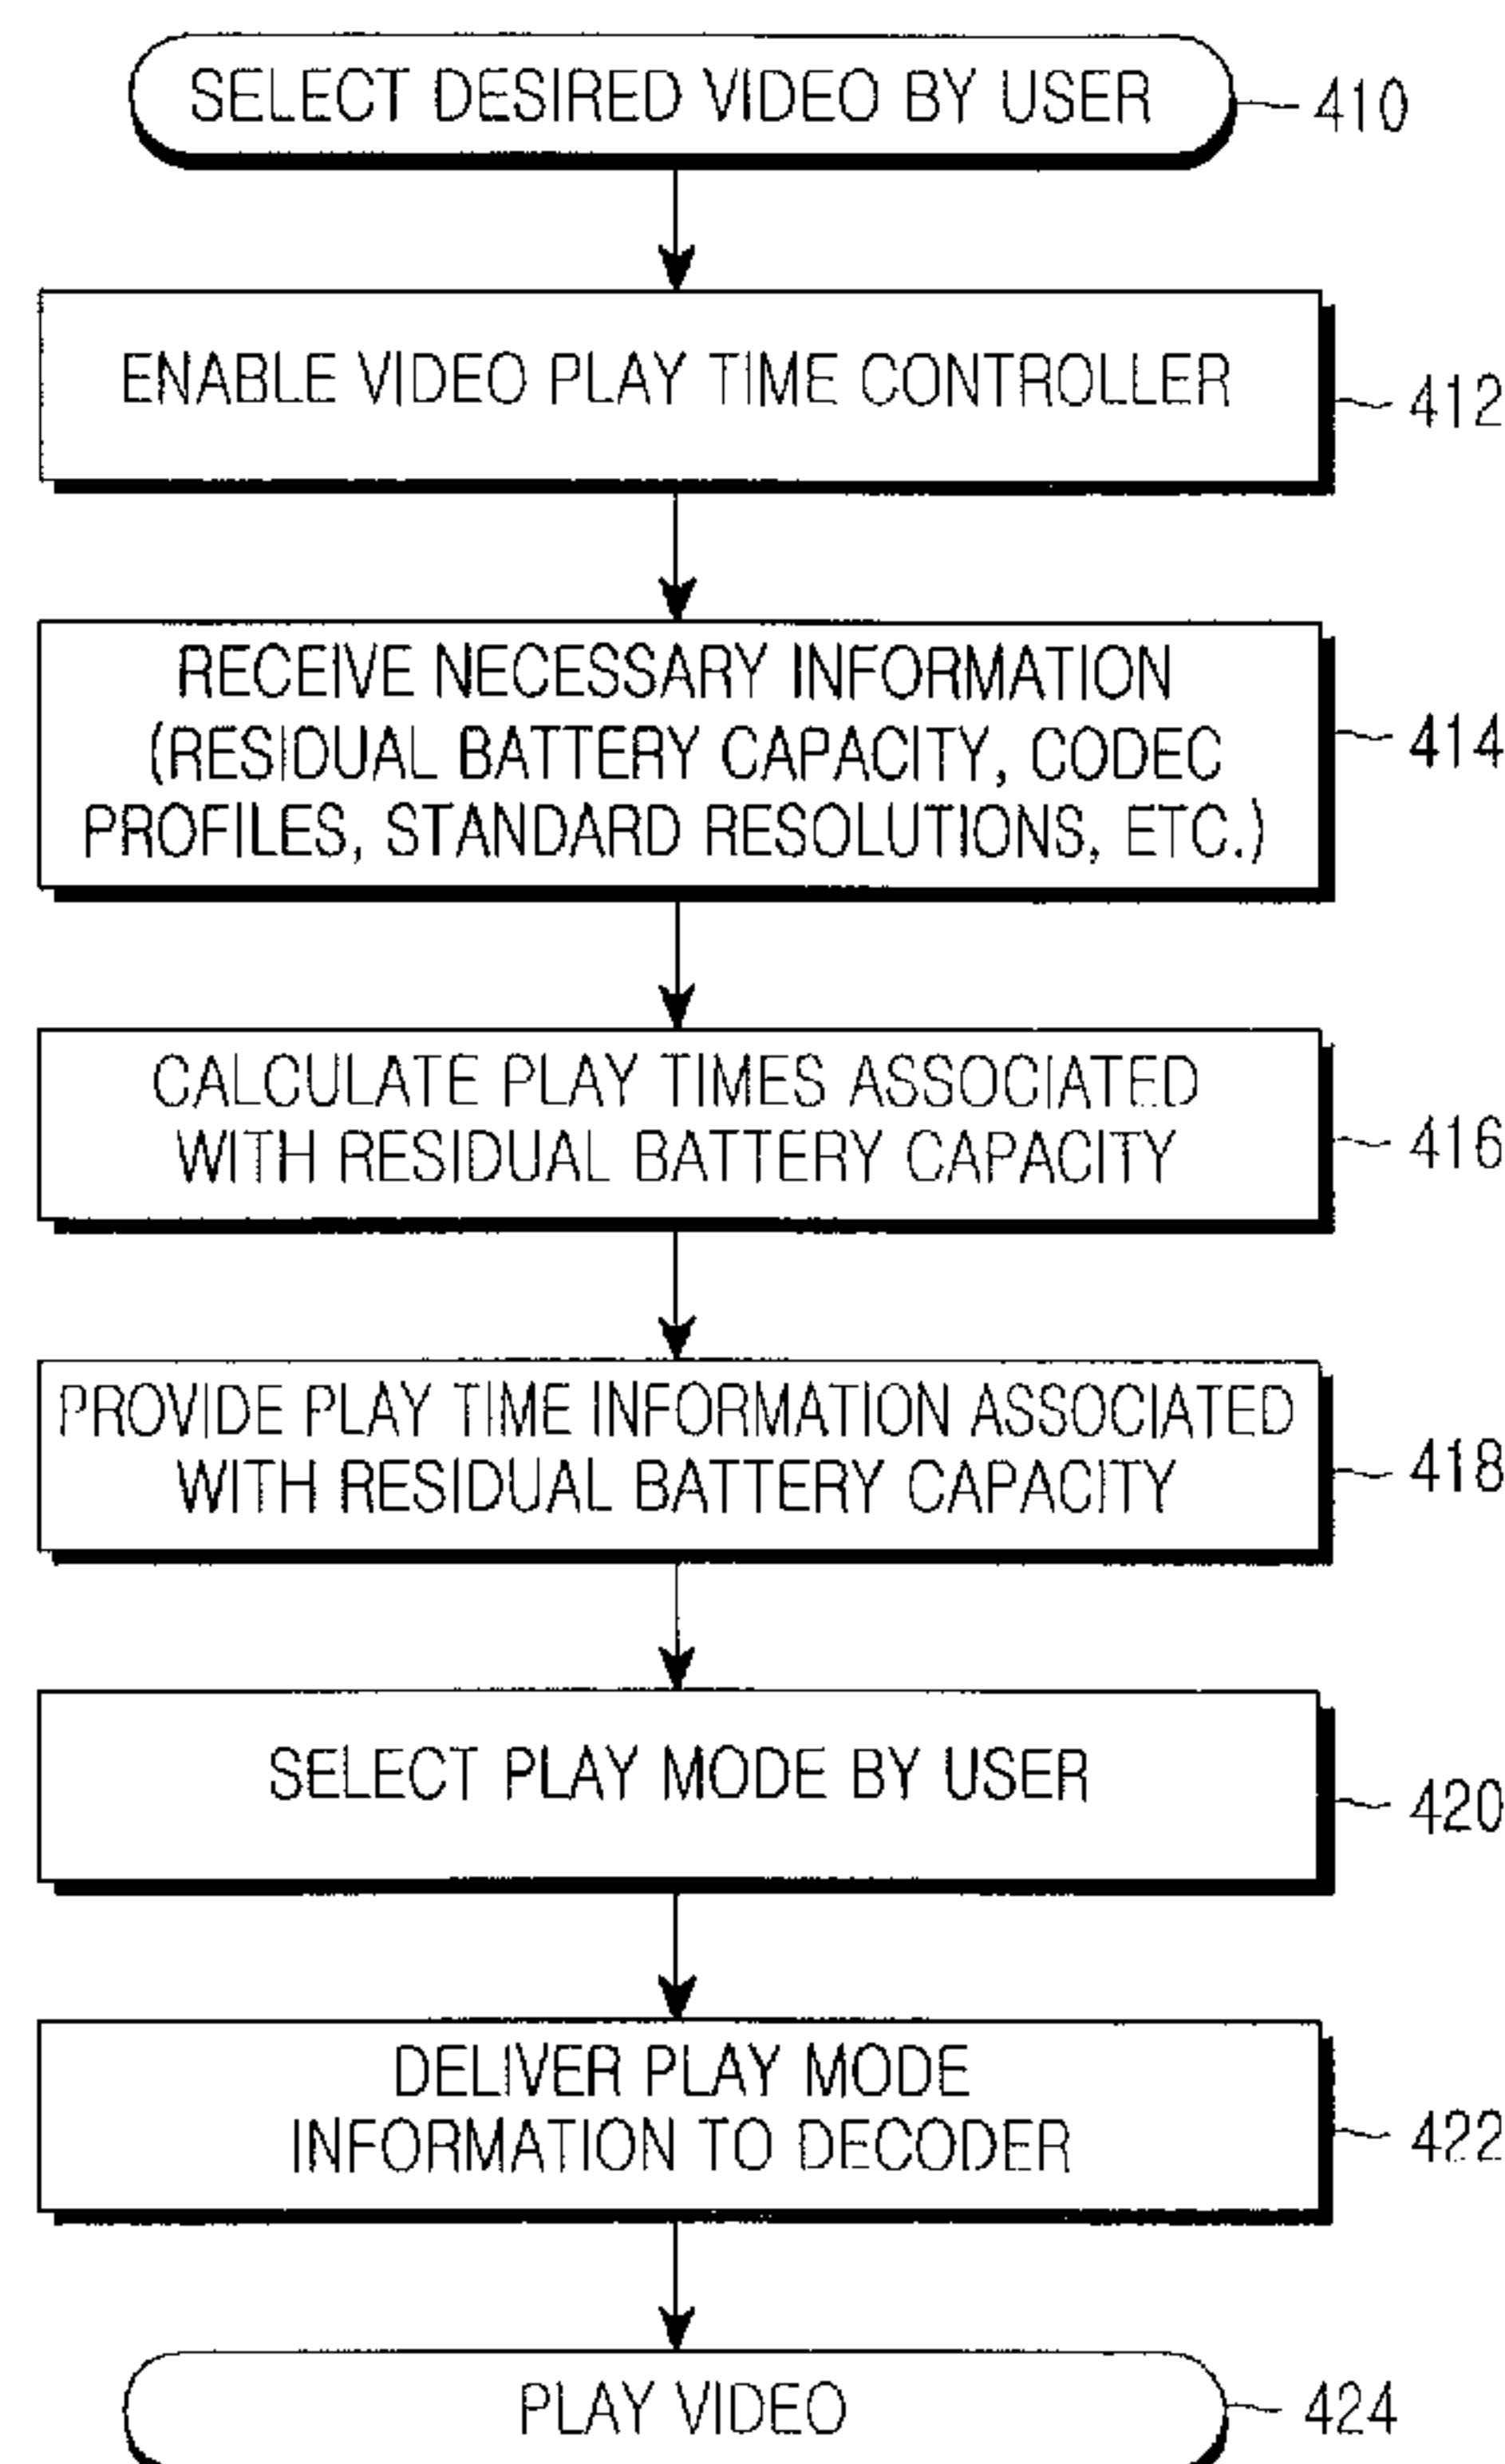 SELECT DESIRED VIDEO BY USER
410
ENABLE VIDEO PLAY TIME CONTROLLER
412
RECEIVE NECESSARY INFORMATION
(RESIDUAL BATTERY CAPACITY, CODEC
PROFILES, STANDARD RESOLUTIONS, ETC.)
414
CALCULATE PLAY TIMES ASSOCIATED
WITH RESIDUAL BATTERY CAPACITY
416
PROVIDE PLAY TIME INFORMATION ASSOCIATED
WITH RESIDUAL BATTERY CAPACITY
418
SELECT PLAY MODE BY USER
420
DELIVER PLAY MODE
INFORMATION TO DECODER
422
PLAY VIDEO
424